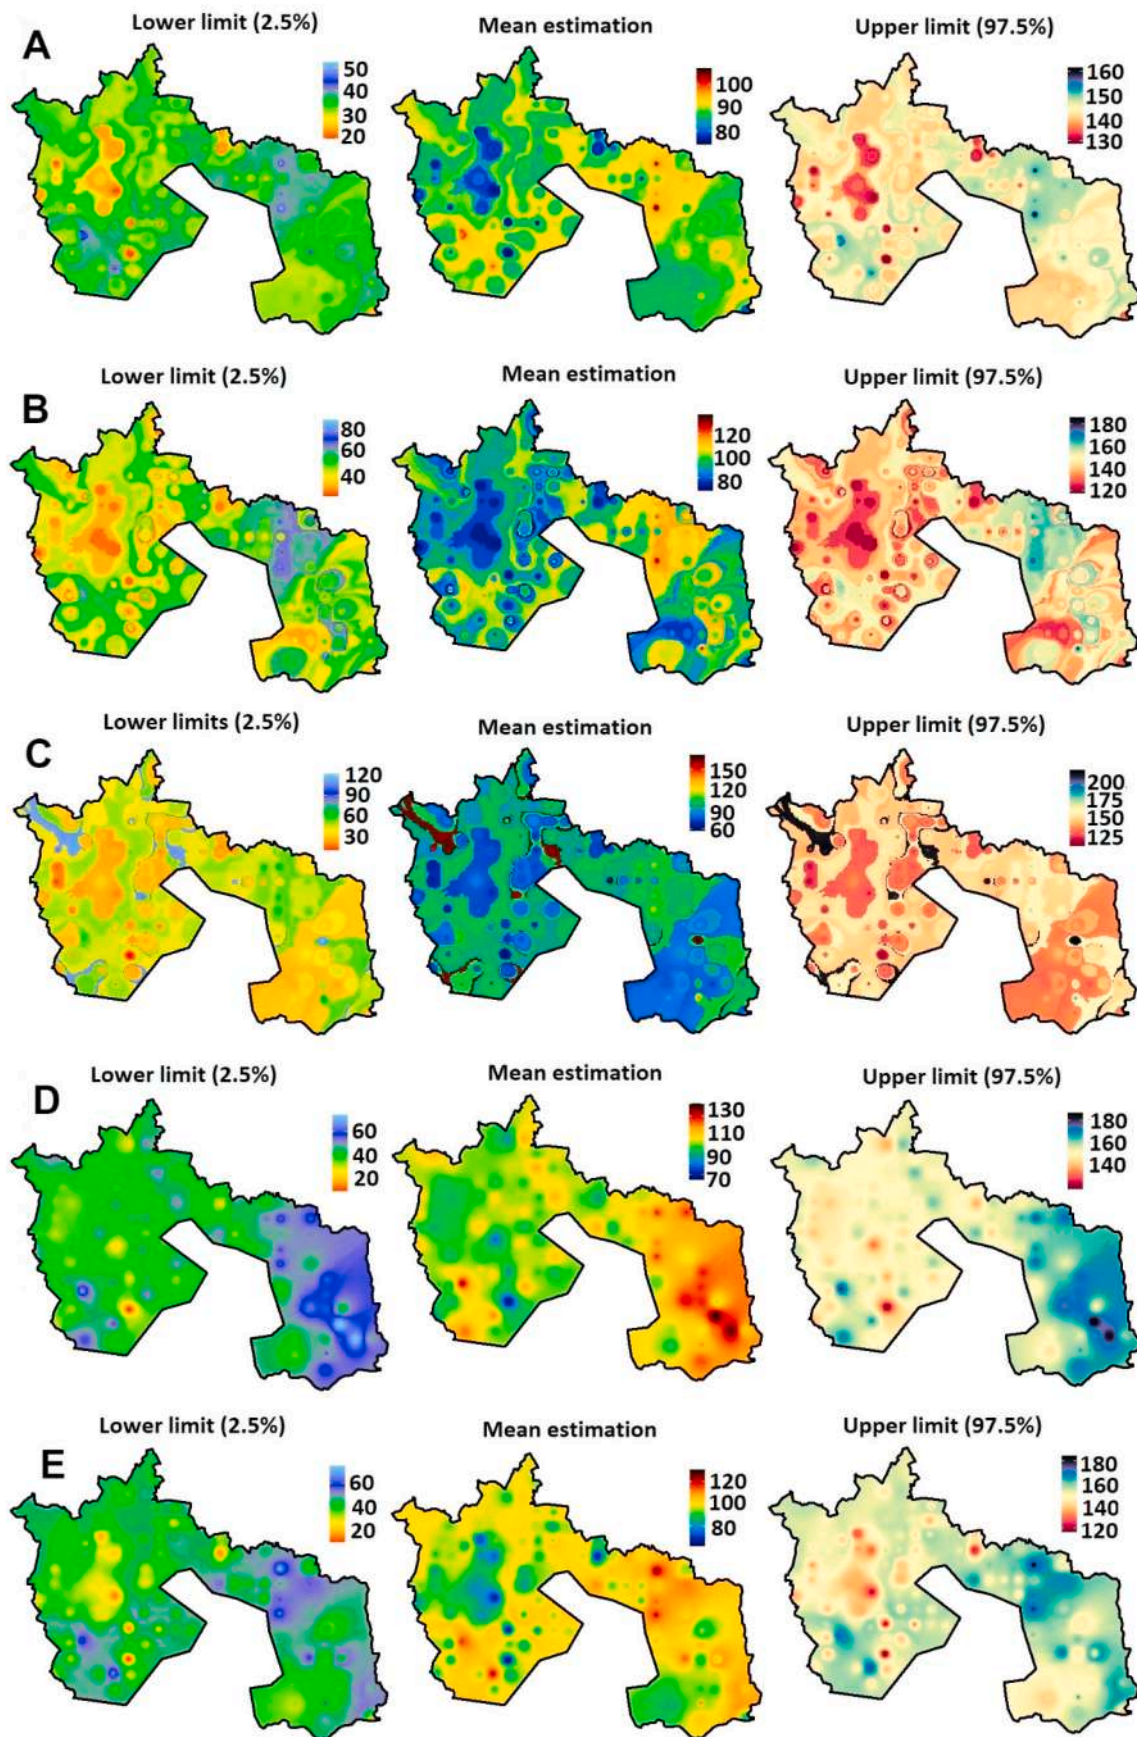 A
Lower limit (2.5%)
50
40
30
20
Mean estimation
100
90
80
Upper limit (97.5%)
160
150
140
130
B
Lower limit (2.5%)
80
60
40
Mean estimation
120
100
80
Upper limit (97.5%)
180
160
140
120
C
Lower limits (2.5%)
120
90
60
30
Mean estimation
150
120
90
60
Upper limit (97.5%)
200
175
150
125
D
Lower limit (2.5%)
60
40
20
Mean estimation
130
110
90
70
Upper limit (97.5%)
180
160
140
E
Lower limit (2.5%)
60
40
20
Mean estimation
120
100
80
Upper limit (97.5%)
180
160
140
120